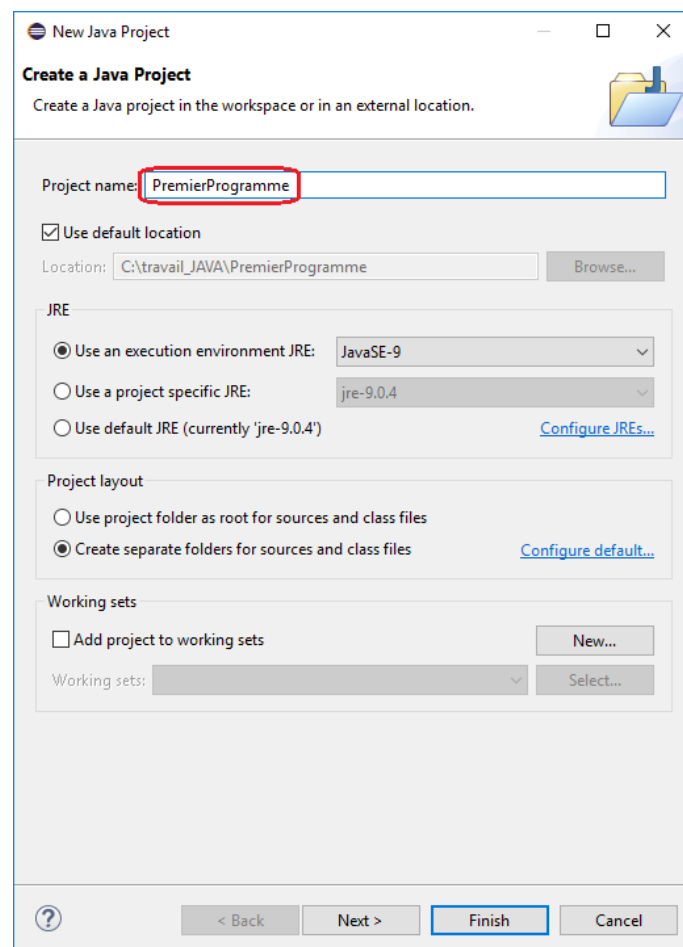 New Java Project
Create a Java Project
Create a Java project in the workspace or in an external location.
Project name: PremierProgramme
Use default location
Location: C:\travail_JAVA\PremierProgramme Browse...
JRE
Use an execution environment JRE: JavaSE-9
Use a project specific JRE: jre-9.0.4
Use default JRE (currently 'jre-9.0.4') Configure JREs...
Project layout
Use project folder as root for sources and class files
Create separate folders for sources and class files Configure default...
Working sets
Add project to working sets New...
Working sets: Select...
? < Back Next > Finish Cancel